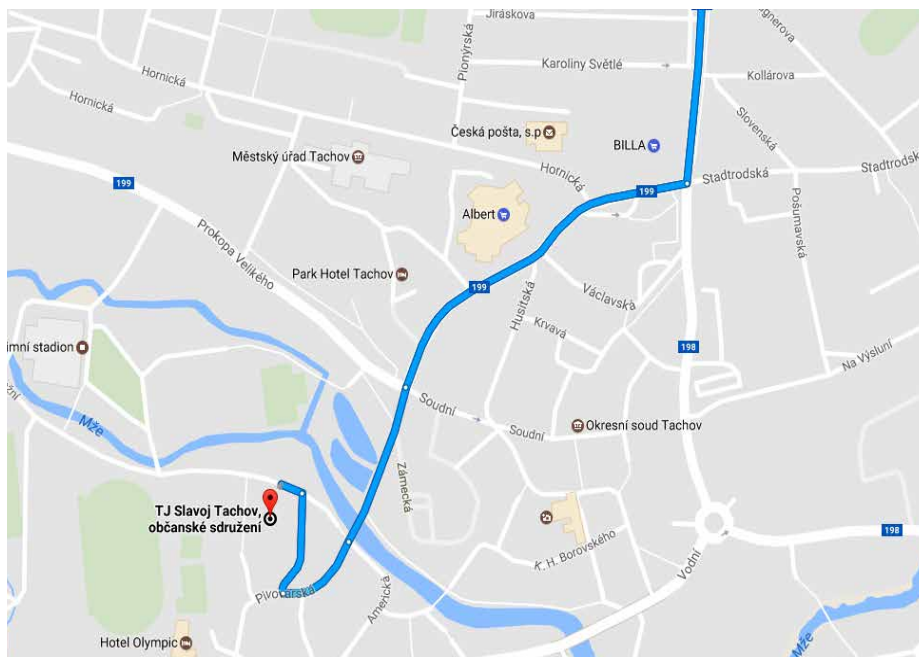 Jiráskova
Karoliny Světlé
Pionýrská
Kollárova
Hornická
Hornická
Slovenská
Česká pošta, s.p
BILLA
Městský úřad Tachov
Hornická
Stadtrodská
Stadtrodská
199
199
Pošumavská
Albert
Prokopa Velikého
Park Hotel Tachov
199
Husitská
Václavská
Krvavá
imní stadion
198
Na Výsluní
Soudní
Mže
Soudní
Okresní soud Tachov
Zámecká
TJ Slavoj Tachov,
občanské sdružení
198
K. H. Borovského
Vodní
Pivovarská
Americká
Hotel Olympic
Mže